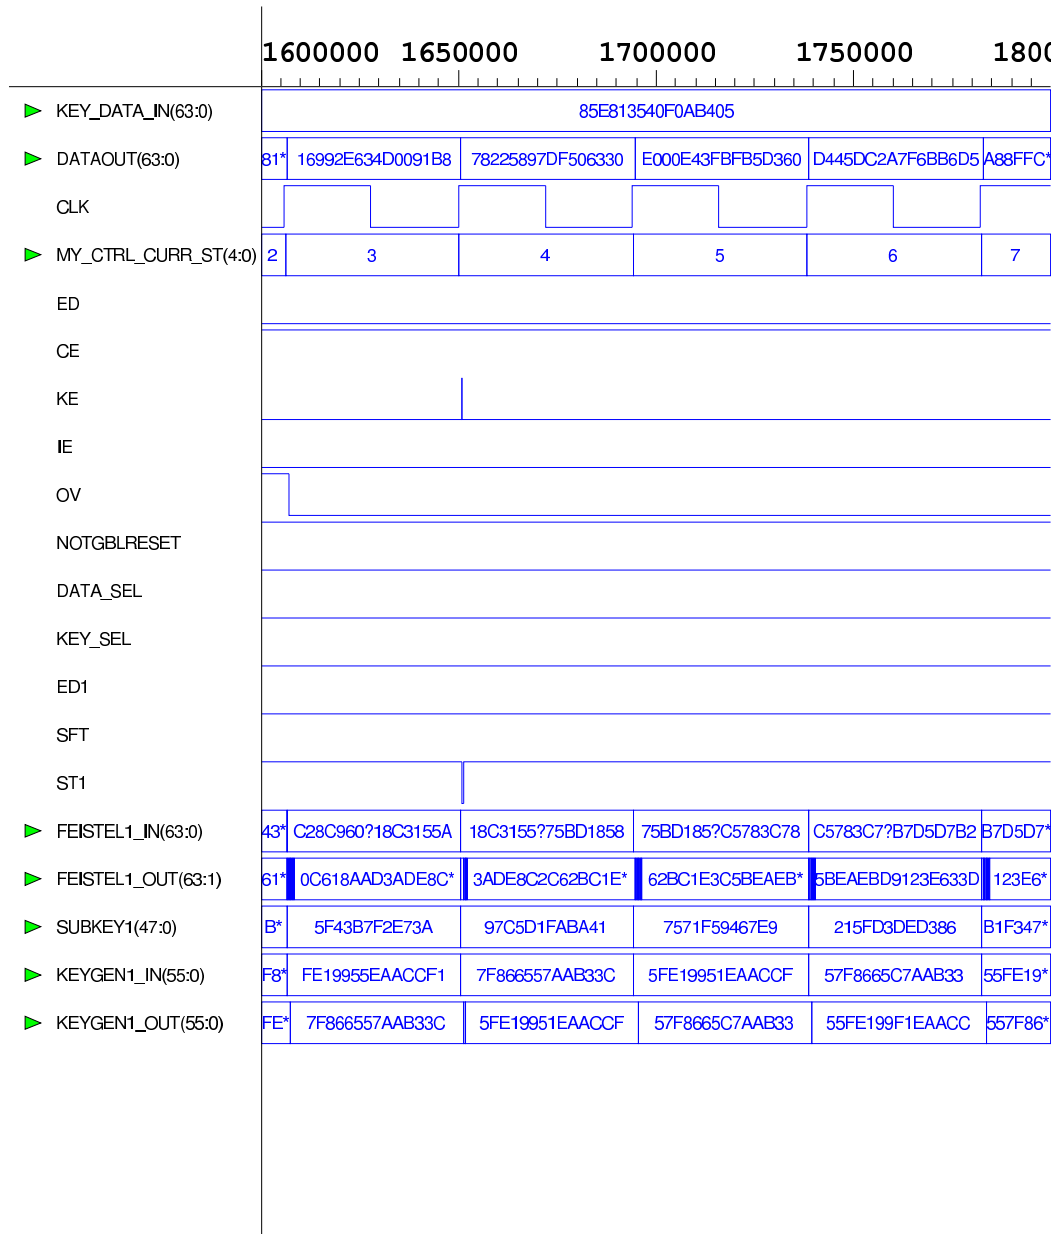 1600000 1650000 1700000 1750000 1800
KEY_DATA_IN(63:0) 85E813540F0AB405
DATAOUT(63:0) 81* 16992E634D0091B8 78225897DF506330 E000E43FBFB5D360 D445DC2A7F6BB6D5 A88FFC*
CLK
MY_CTRL_CURR_ST(4:0) 2 3 4 5 6 7
ED
CE
KE
IE
OV
NOTGBLRESET
DATA_SEL
KEY_SEL
ED1
SFT
ST1
FEISTEL1_IN(63:0) 43* C28C960?18C3155A 18C3155?75BD1858 75BD185?C5783C78 C5783C7?B7D5D7B2 B7D5D7*
FEISTEL1_OUT(63:1) 61* 0C618AAD3ADE8C* 3ADE8C2C62BC1E* 62BC1E3C5BEAEB* 5BEAEBD9123E633D 123E6*
SUBKEY1(47:0) B* 5F43B7F2E73A 97C5D1FABA41 7571F59467E9 215FD3DED386 B1F347*
KEYGEN1_IN(55:0) F8* FE19955EAACCF1 7F866557AAB33C 5FE19951EAACCF 57F8665C7AAB33 55FE19*
KEYGEN1_OUT(55:0) FE* 7F866557AAB33C 5FE19951EAACCF 57F8665C7AAB33 55FE199F1EAACC 557F86*